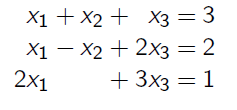 x₁ + x₂ + x₃ = 3
x₁ − x₂ + 2x₃ = 2
2x₁ + 3x₃ = 1